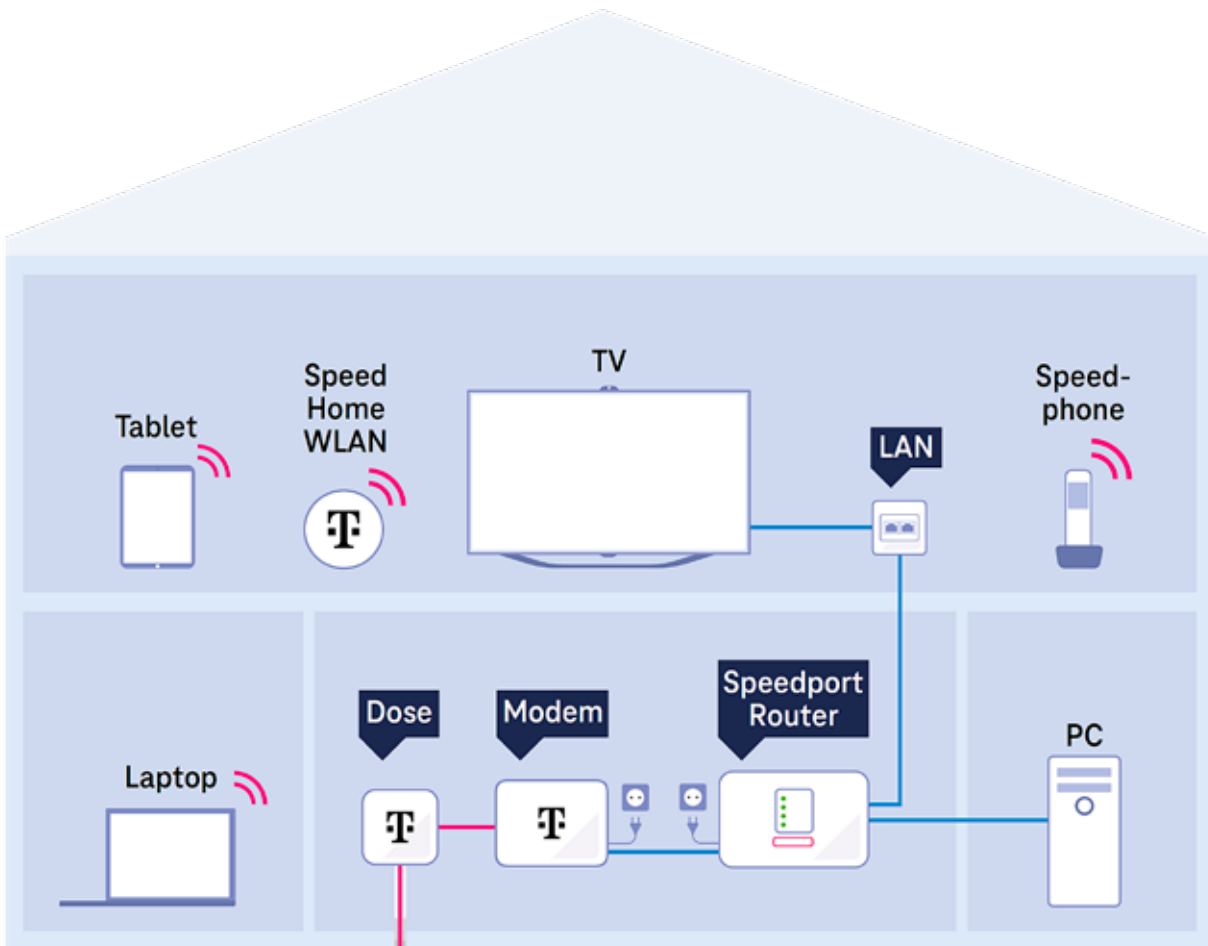 TV
Speed
Home
WLAN
Speed-
phone
Tablet
LAN
Dose
Modem
Speedport
Router
PC
Laptop
T
T
T